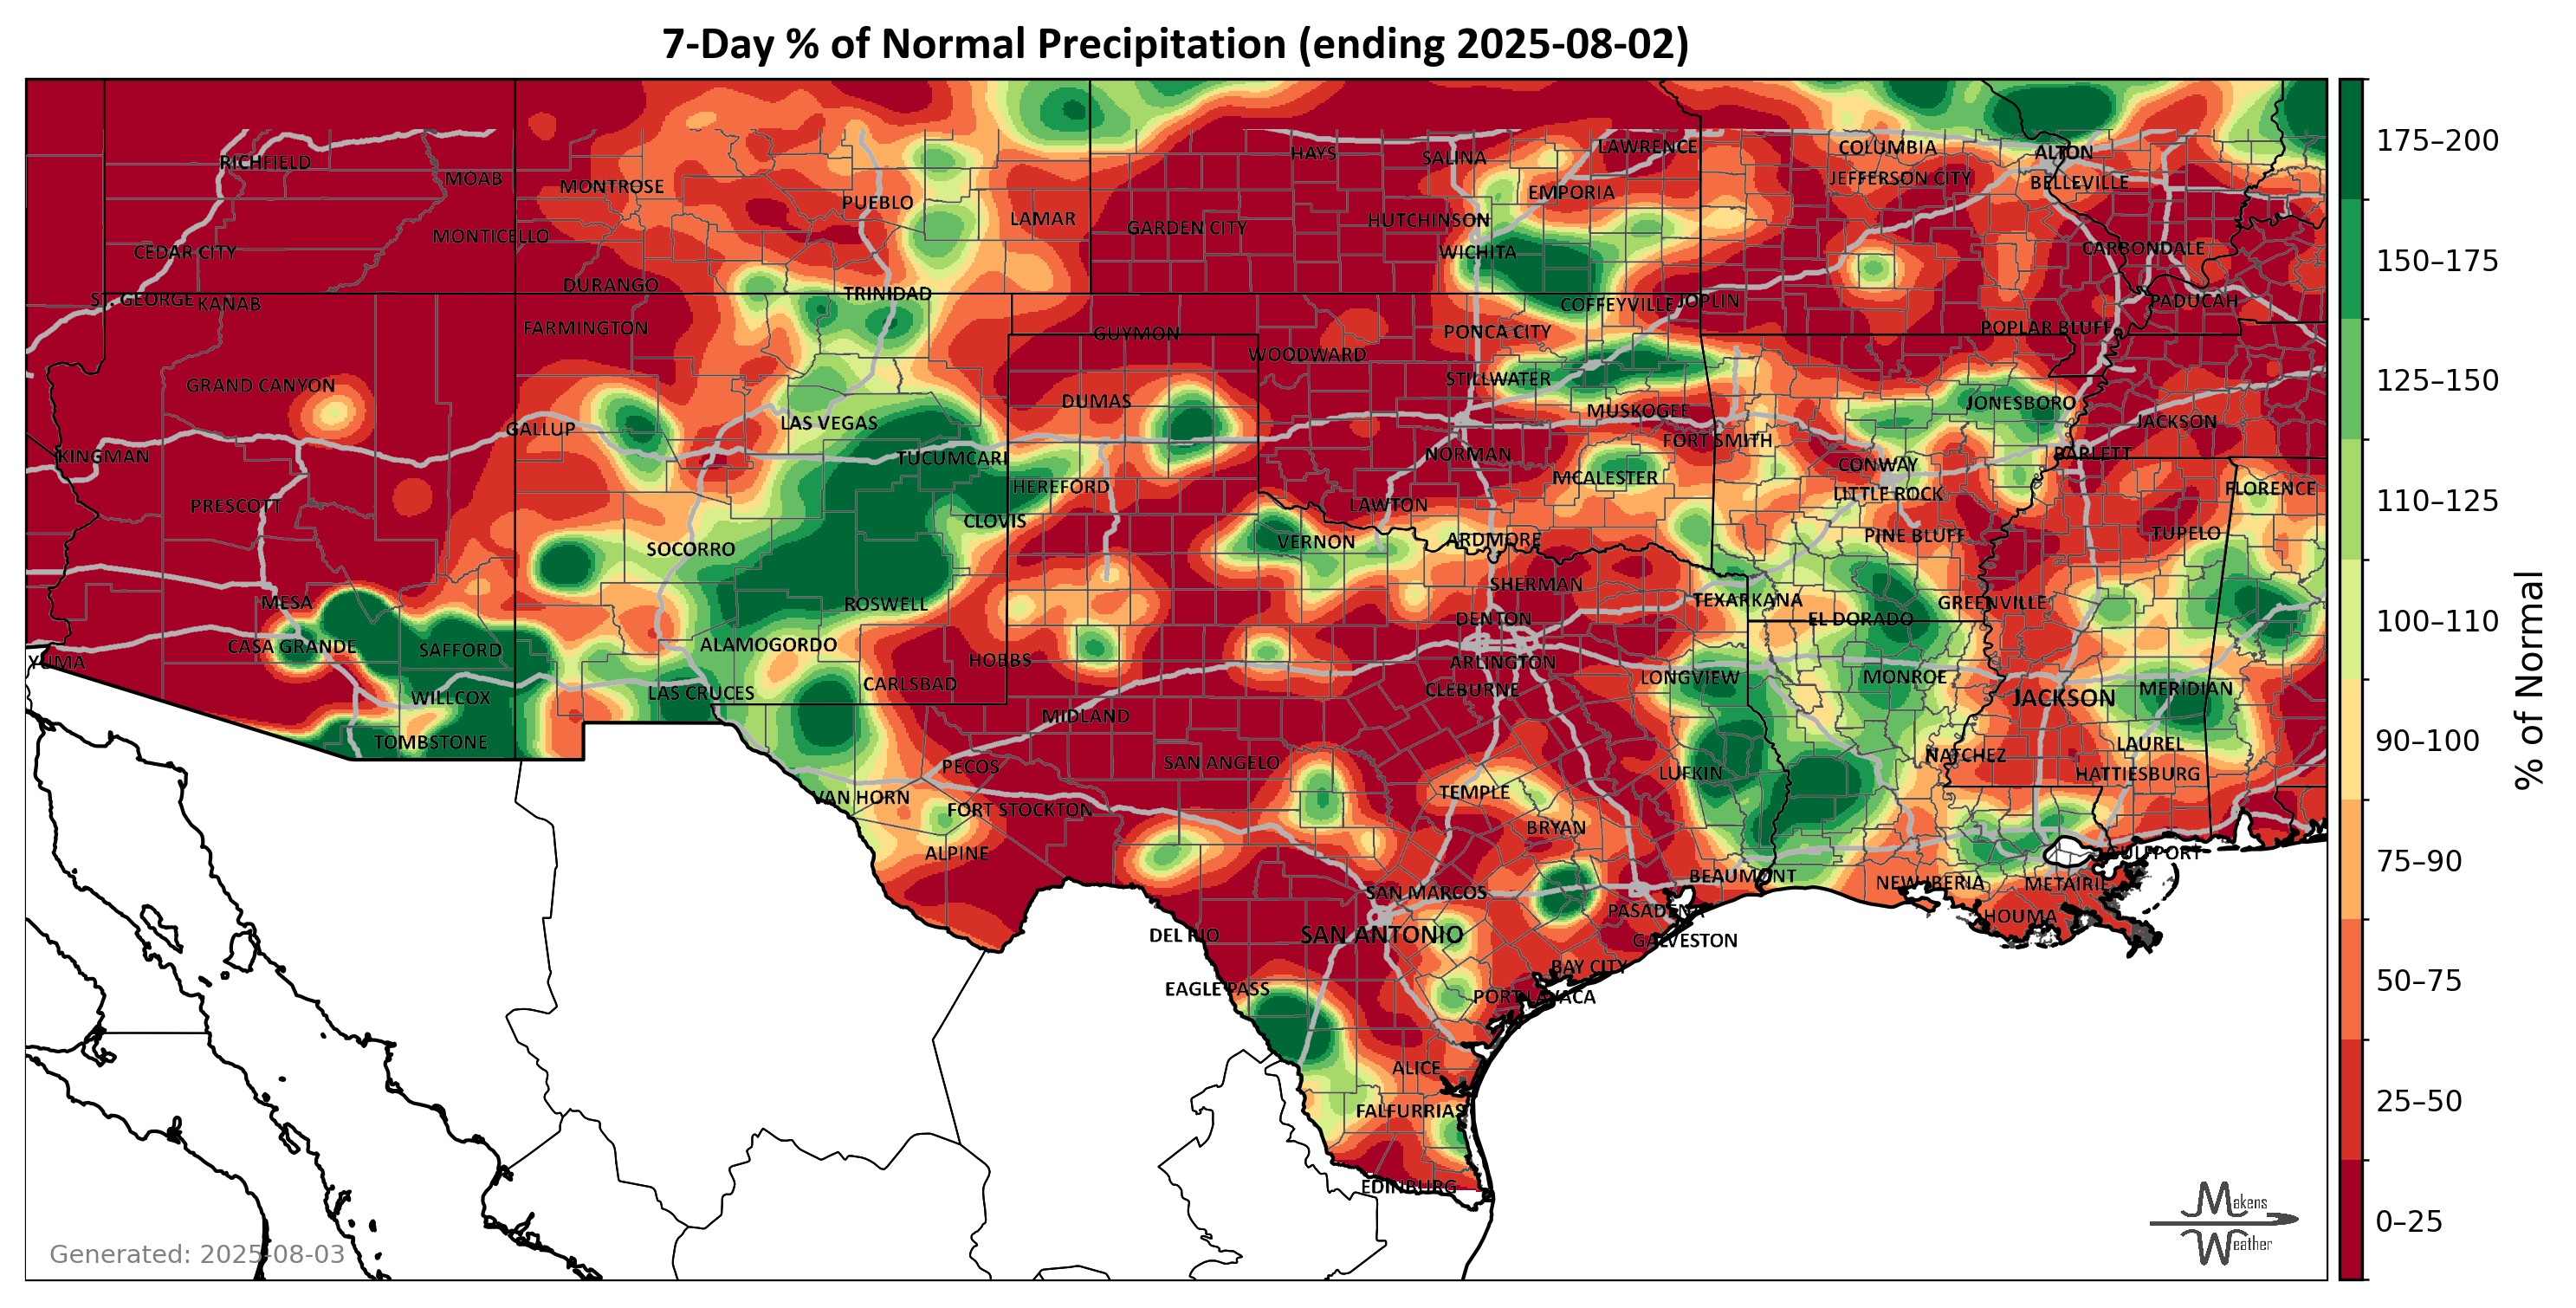 7-Day % of Normal Precipitation (ending 2025-08-02)
RICHFIELD
MOAB
MONTROSE
PUEBLO
LAMAR
HAYS
SALINA
LAWRENCE
COLUMBIA
ALTON
JEFFERSON CITY
BELLEVILLE
EMPORIA
HUTCHINSON
GARDEN CITY
MONTICELLO
CEDAR CITY
WICHITA
CARBONDALE
DURANGO
TRINIDAD
ST. GEORGE
KANAB
COFFEYVILLE
JOPLIN
PADUCAH
FARMINGTON
GUYMON
PONCA CITY
POPLAR BLUFF
WOODWARD
GRAND CANYON
STILLWATER
DUMAS
MUSKOGEE
JONESBORO
LAS VEGAS
JACKSON
GALLUP
FORT SMITH
KINGMAN
TUCUMCARI
NORMAN
BARLETT
CONWAY
MCALESTER
HEREFORD
LITTLE ROCK
FLORENCE
PRESCOTT
LAWTON
CLOVIS
PINE BLUFF
TUPELO
SOCORRO
VERNON
ARDMORE
SHERMAN
MESA
ROSWELL
TEXARKANA
GREENVILLE
DENTON
EL DORADO
CASA GRANDE
SAFFORD
ALAMOGORDO
YUMA
HOBBS
ARLINGTON
LONGVIEW
MONROE
CARLSBAD
CLEBURNE
WILLCOX
LAS CRUCES
JACKSON
MERIDIAN
MIDLAND
TOMBSTONE
LAUREL
NATCHEZ
PECOS
SAN ANGELO
LUFKIN
HATTIESBURG
VAN HORN
TEMPLE
FORT STOCKTON
BRYAN
ALPINE
GULFPORT
BEAUMONT
NEW IBERIA
METAIRIE
SAN MARCOS
PASADENA
HOUMA
DEL RIO
SAN ANTONIO
GALVESTON
BAY CITY
EAGLE PASS
PORT LAVACA
ALICE
FALFURRIAS
EDINBURG
Generated: 2025-08-03
Makens
Weather
175–200
150–175
125–150
110–125
100–110
90–100
75–90
50–75
25–50
0–25
% of Normal